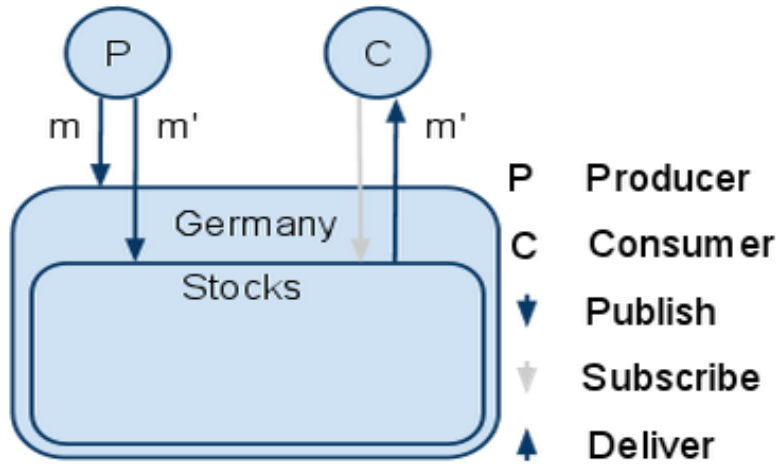 P
C
m
m'
m'
Germany
Stocks
P Producer
C Consumer
Publish
Subscribe
Deliver